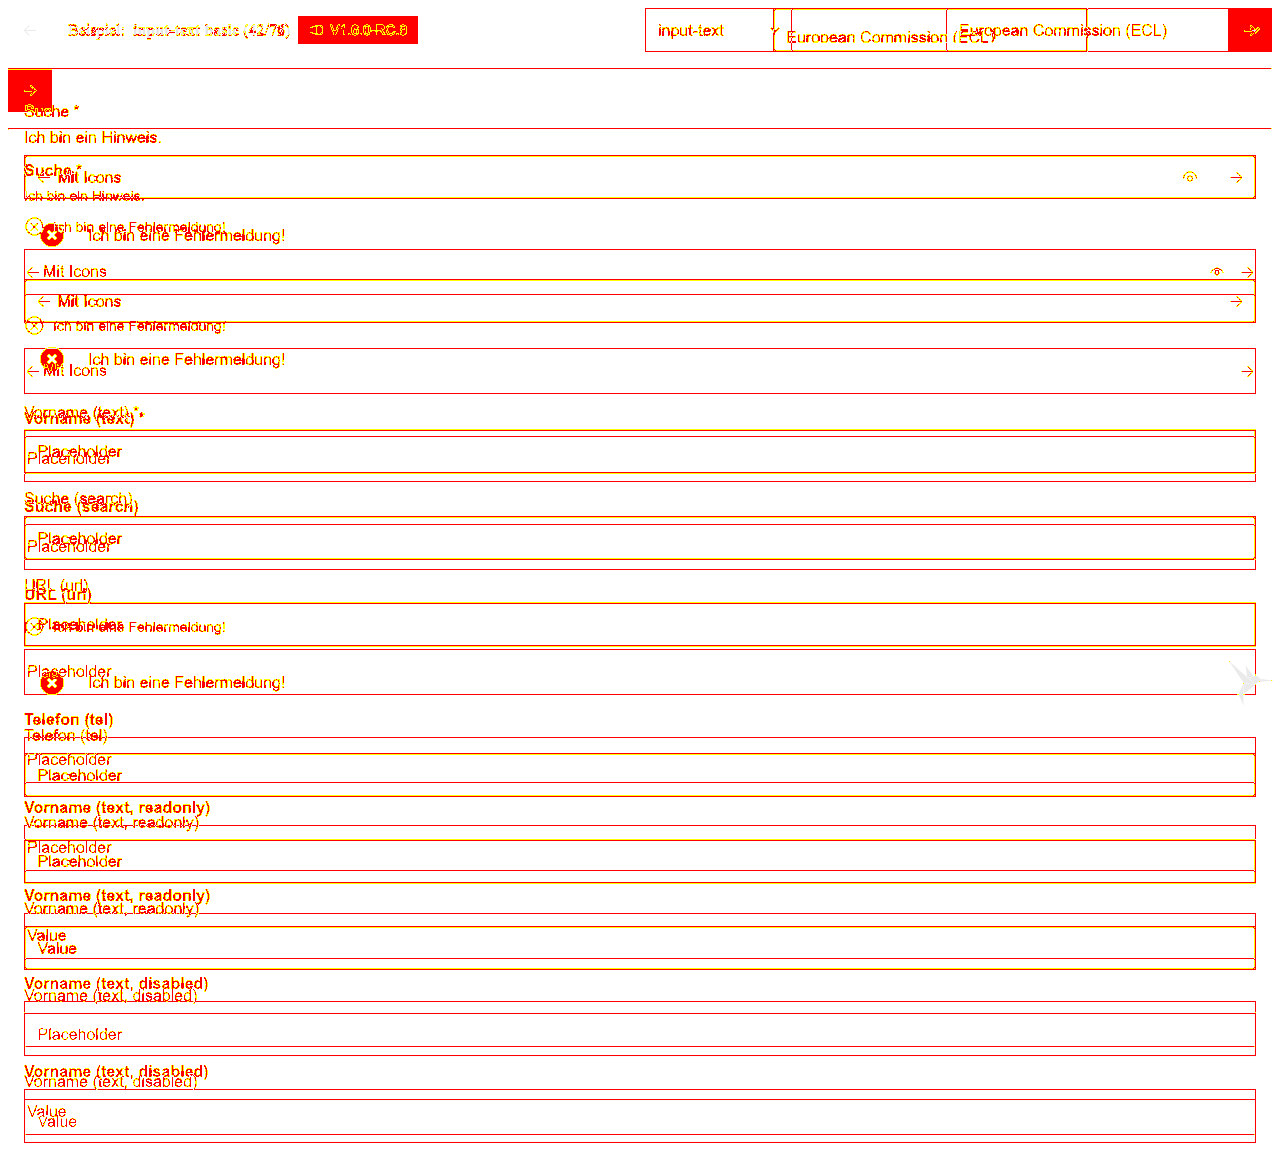 Beispiel: input-text basic (42/76) V1.6.0-RC.6 input-text European Commission (ECL) European Commission (ECL)
Suche *
Ich bin ein Hinweis.
Suche *
Mit Icons
Ich bin ein Hinweis.
Ich bin eine Fehlermeldung!
Ich bin eine Fehlermeldung!
Mit Icons
Mit Icons
Ich bin eine Fehlermeldung!
Ich bin eine Fehlermeldung!
Mit Icons
Vorname (text) *
Vorname (text) *
Placeholder
Placeholder
Suche (search)
Suche (search)
Placeholder
Placeholder
URL (url)
URL (url)
Placeholder
Ich bin eine Fehlermeldung!
Placeholder
Ich bin eine Fehlermeldung!
Telefon (tel)
Telefon (tel)
Placeholder
Placeholder
Vorname (text, readonly)
Vorname (text, readonly)
Placeholder
Placeholder
Vorname (text, readonly)
Vorname (text, readonly)
Value
Value
Vorname (text, disabled)
Vorname (text, disabled)
Placeholder
Vorname (text, disabled)
Vorname (text, disabled)
Value
Value